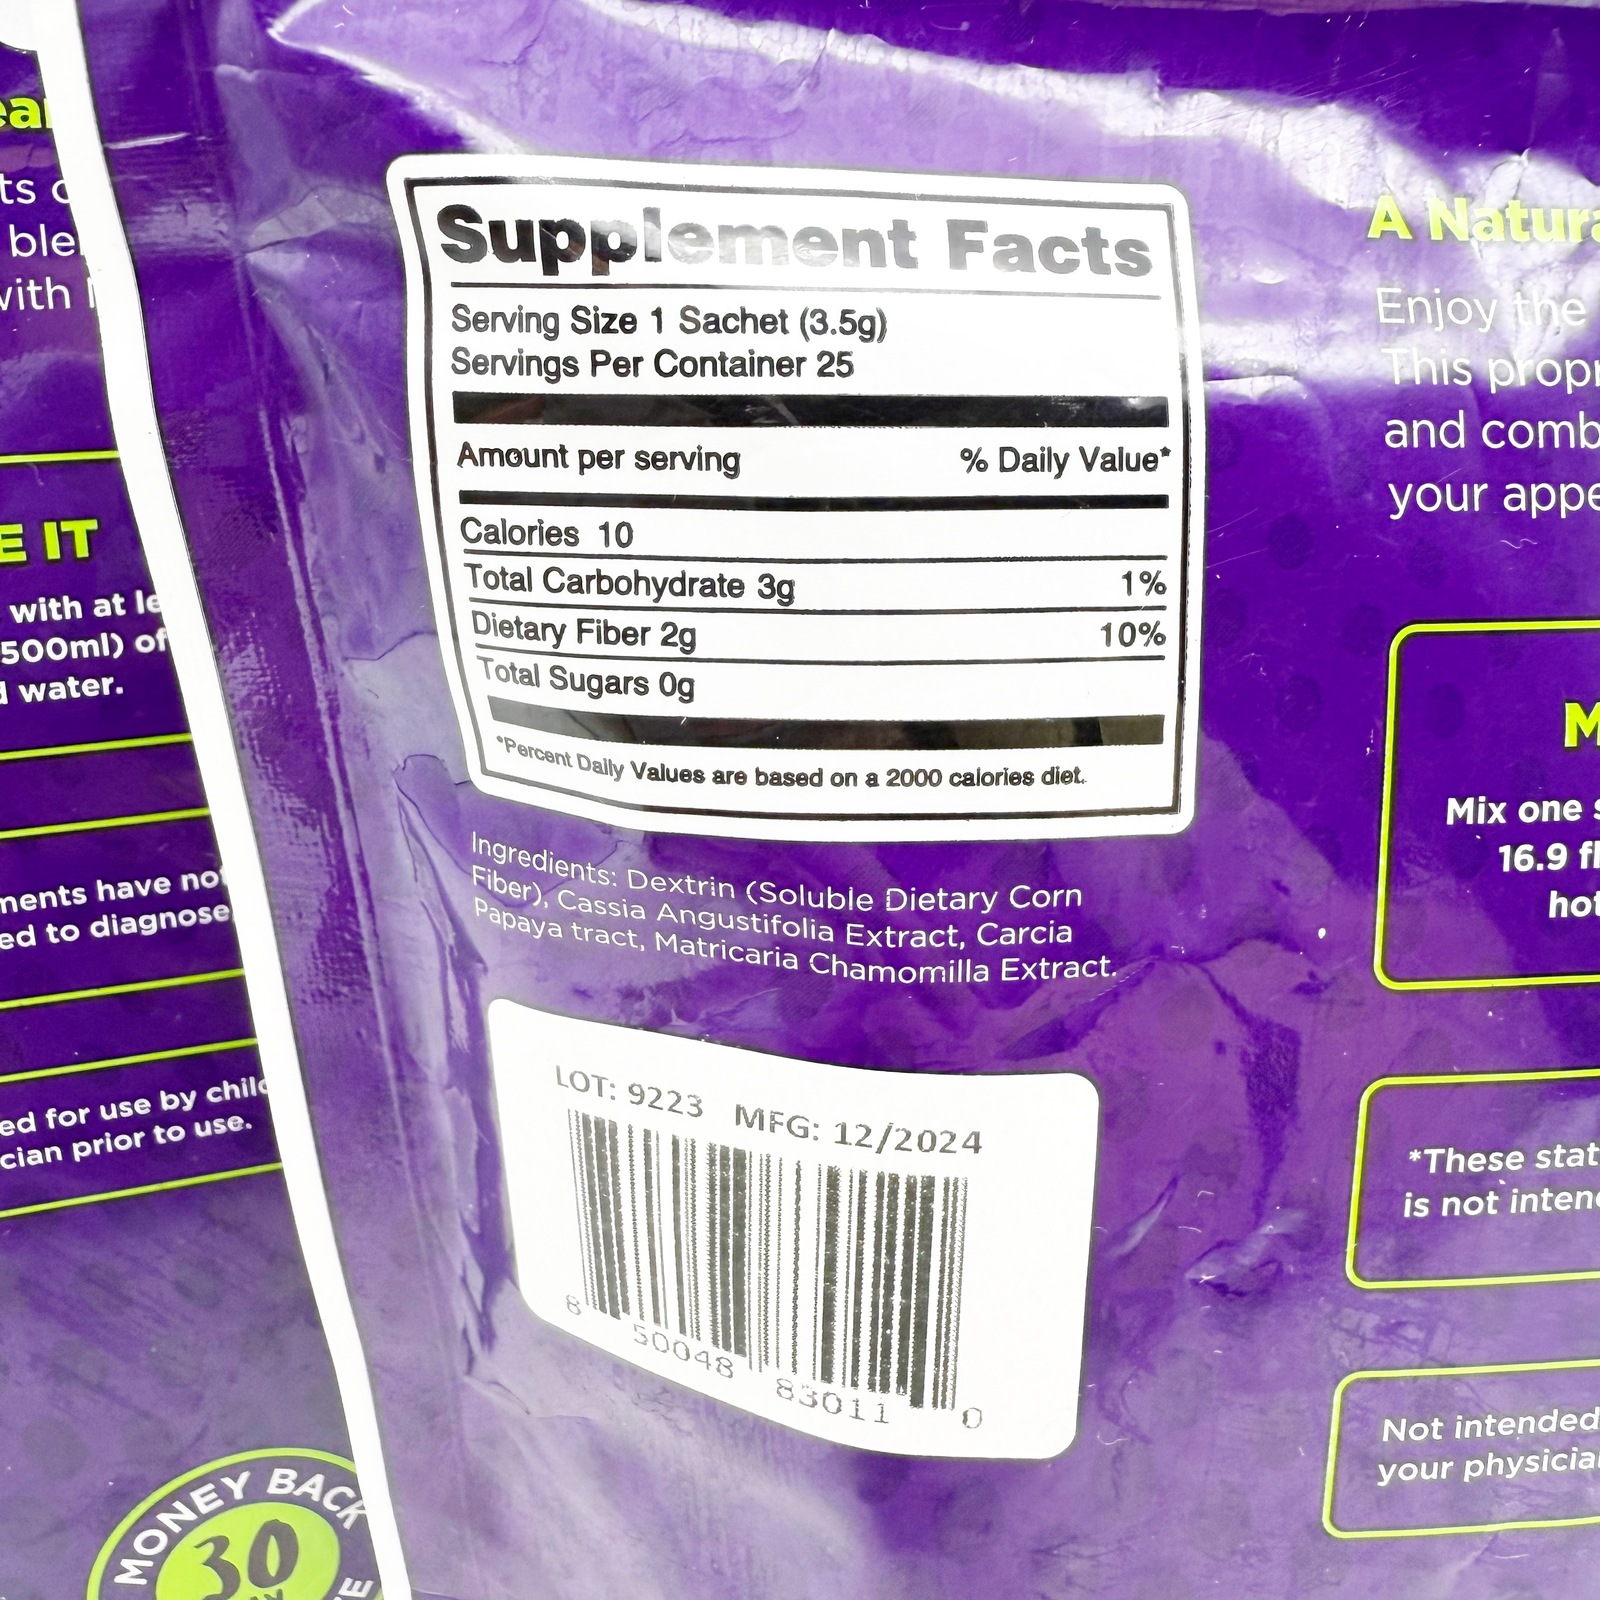 ts
ble
with
E IT
with at le
500ml) of
d water.
ments have not
ed to diagnose,
ed for use by child
cian prior to use.
MONEY BACK
30
Supplement Facts
Serving Size 1 Sachet (3.5g)
Servings Per Container 25
Amount per serving % Daily Value*
Calories 10
Total Carbohydrate 3g 1%
Dietary Fiber 2g 10%
Total Sugars 0g
*Percent Daily Values are based on a 2000 calories diet.
Ingredients: Dextrin (Soluble Dietary Corn
Fiber), Cassia Angustifolia Extract, Carcia
Papaya tract, Matricaria Chamomilla Extract.
LOT: 9223 MFG: 12/2024
8 50048 83011 0
A Natura
Enjoy the
This propr
and comb
your appe
M
Mix one s
16.9 fl
hot
*These stat
is not intend
Not intended
your physicia